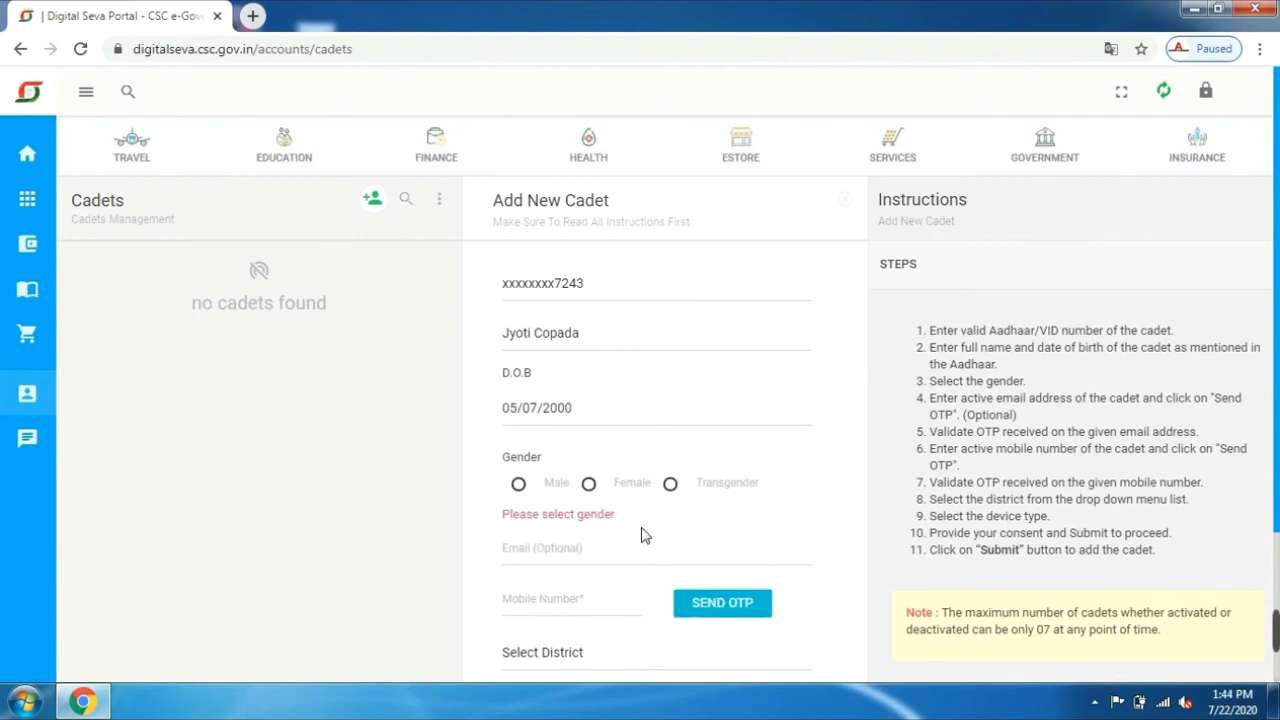 | Digital Seva Portal - CSC e-Gov
digitalseva.csc.gov.in/accounts/cadets
Paused
TRAVEL
EDUCATION
FINANCE
HEALTH
ESTORE
SERVICES
GOVERNMENT
INSURANCE
Cadets
Cadets Management
no cadets found
Add New Cadet
Make Sure To Read All Instructions First
xxxxxxxx7243
Jyoti Copada
D.O.B
05/07/2000
Gender
Male Female Transgender
Please select gender
Email (Optional)
Mobile Number*
SEND OTP
Select District
Instructions
Add New Cadet
STEPS
1. Enter valid Aadhaar/VID number of the cadet.
2. Enter full name and date of birth of the cadet as mentioned in
the Aadhaar.
3. Select the gender.
4. Enter active email address of the cadet and click on "Send
OTP". (Optional)
5. Validate OTP received on the given email address.
6. Enter active mobile number of the cadet and click on "Send
OTP".
7. Validate OTP received on the given mobile number.
8. Select the district from the drop down menu list.
9. Select the device type.
10. Provide your consent and Submit to proceed.
11. Click on “Submit” button to add the cadet.
Note : The maximum number of cadets whether activated or
deactivated can be only 07 at any point of time.
1:44 PM
7/22/2020